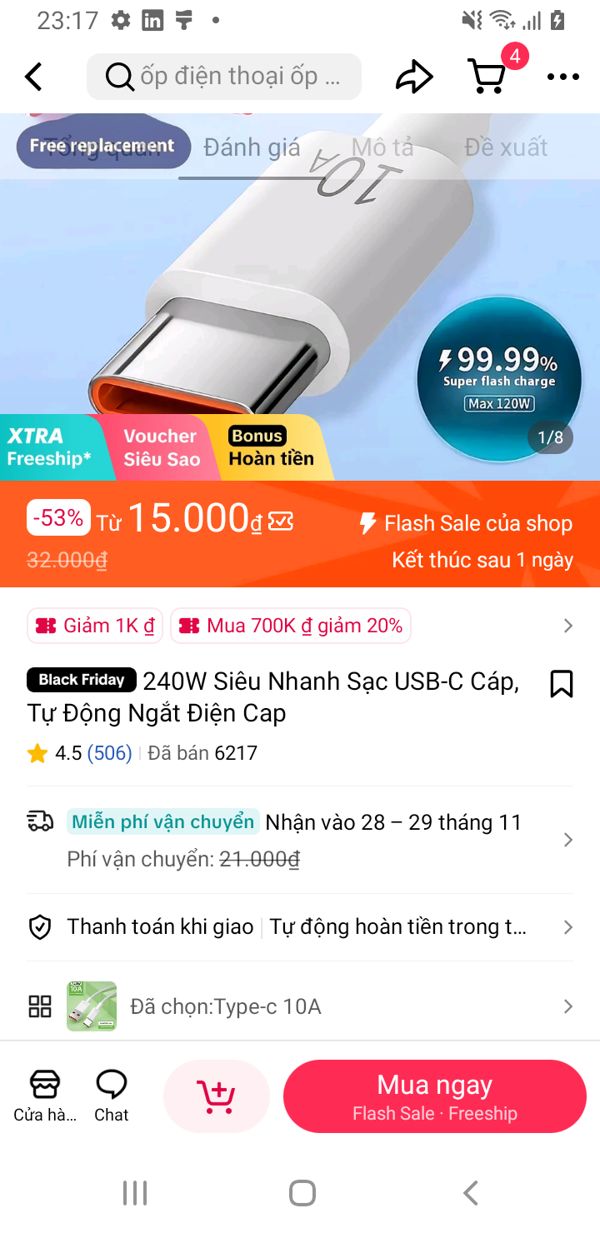 23:17
4
ốp điện thoại ốp ...
Free replacement
Tổng quan Đánh giá Mô tả Đề xuất
10A
99.99%
Super flash charge
Max 120W
1/8
XTRA
Freeship*
Voucher
Siêu Sao
Bonus
Hoàn tiền
-53% Từ 15.000₫
32.000₫
Flash Sale của shop
Kết thúc sau 1 ngày
Giảm 1K ₫
Mua 700K ₫ giảm 20%
Black Friday 240W Siêu Nhanh Sạc USB-C Cáp,
Tự Động Ngắt Điện Cap
4.5 (506) Đã bán 6217
Miễn phí vận chuyển Nhận vào 28 – 29 tháng 11
Phí vận chuyển: 21.000₫
Thanh toán khi giao Tự động hoàn tiền trong t...
Đã chọn:Type-c 10A
Cửa hà...
Chat
Mua ngay
Flash Sale · Freeship